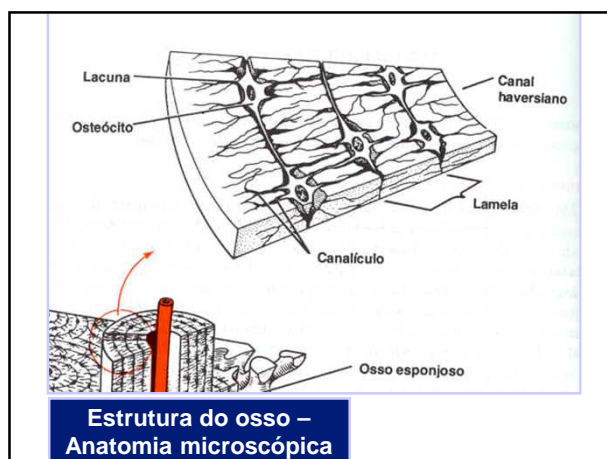 Lacuna
Canal
haversiano
Osteócito
Lamela
Canalículo
Osso esponjoso
Estrutura do osso –
Anatomia microscópica